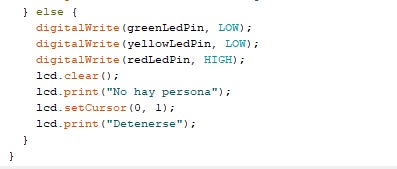 } else {
digitalWrite(greenLedPin, LOW);
digitalWrite(yellowLedPin, LOW);
digitalWrite(redLedPin, HIGH);
lcd.clear();
lcd.print("No hay persona");
lcd.setCursor(0, 1);
lcd.print("Detenerse");
}
}